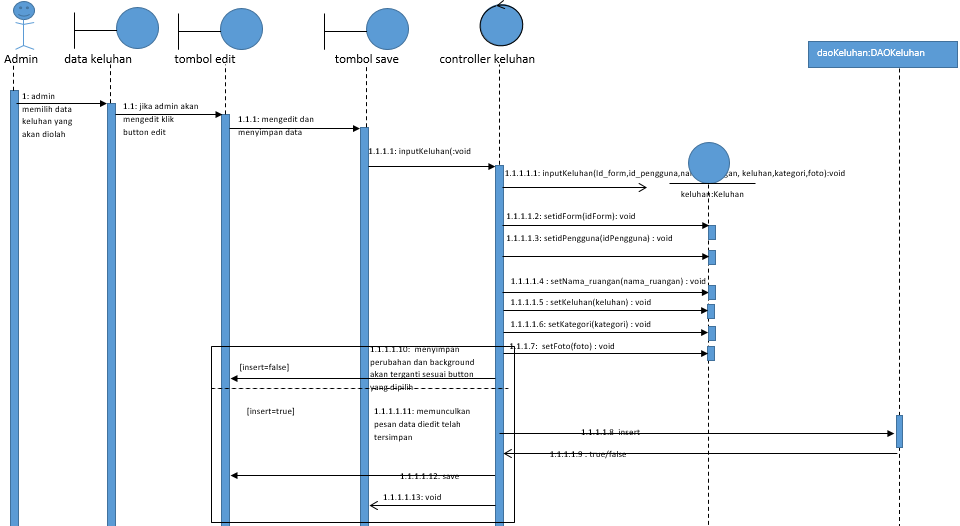 Admin
data keluhan
tombol edit
tombol save
controller keluhan
daoKeluhan:DAOKeluhan
1: admin
memilih data
keluhan yang
akan diolah
1.1: jika admin akan
mengedit klik
button edit
1.1.1: mengedit dan
menyimpan data
1.1.1.1: inputKeluhan(:void
1.1.1.1.1: inputKeluhan(Id_form,id_pengguna, keluhan,kategori,foto):void
keluhan:Keluhan
1.1.1.1.2: setidForm(idForm): void
1.1.1.1.3: setidPengguna(idPengguna) : void
1.1.1.1.4 : setNama_ruangan(nama_ruangan) : void
1.1.1.1.5 : setKeluhan(keluhan) : void
1.1.1.1.6: setKategori(kategori) : void
1.1.1.7: setFoto(foto) : void
1.1.1.1.10: menyimpan
perubahan dan background
akan terganti sesuai button
yang dipilih
[insert=false]
[insert=true]
1.1.1.1.11: memunculkan
pesan data diedit telah
tersimpan
1.1.1.1.8 insert
1.1.1.1.9 : true/false
1.1.1.1.12: save
1.1.1.1.13: void